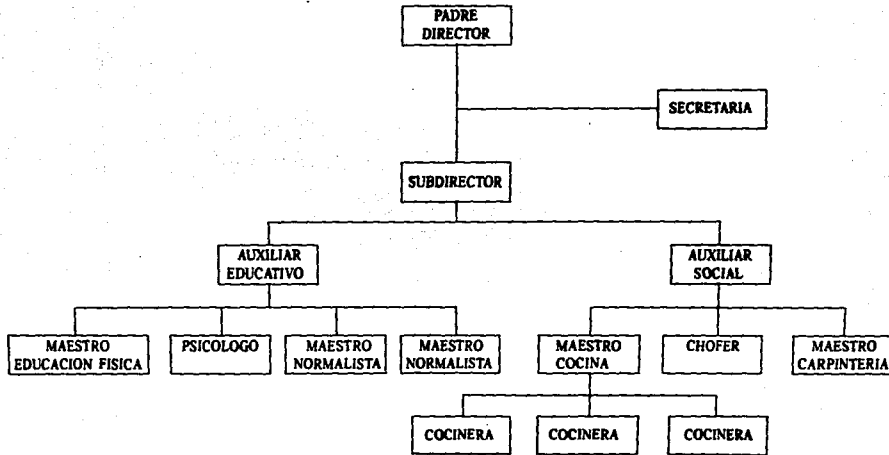 PADRE
DIRECTOR
SECRETARIA
SUBDIRECTOR
AUXILIAR
EDUCATIVO
AUXILIAR
SOCIAL
MAESTRO
EDUCACION FISICA
PSICOLOGO
MAESTRO
NORMALISTA
MAESTRO
NORMALISTA
MAESTRO
COCINA
CHOFER
MAESTRO
CARPINTERIA
COCINERA
COCINERA
COCINERA